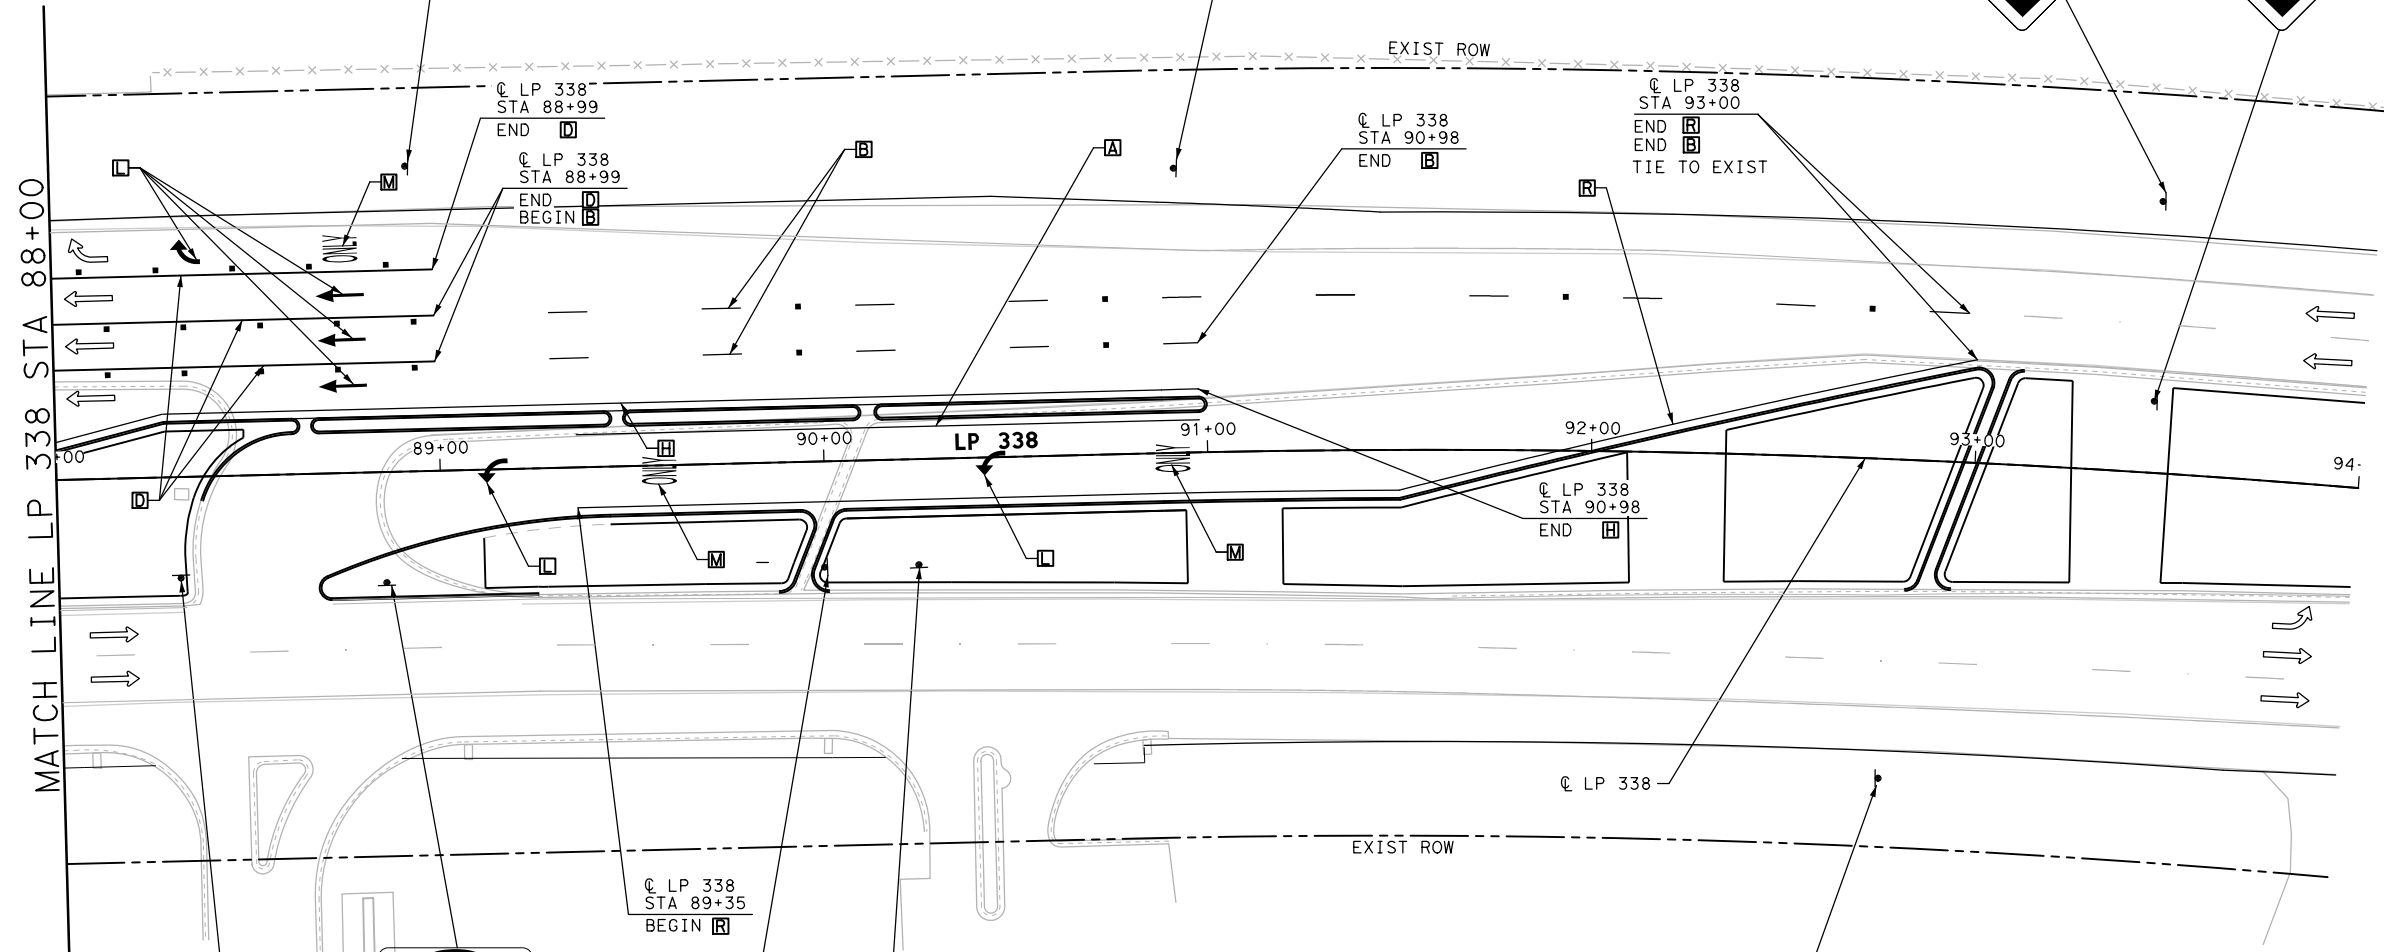 EXIST ROW
℄ LP 338
STA 88+99
END D
℄ LP 338
STA 88+99
END D
BEGIN B
L
M
B
A
℄ LP 338
STA 90+98
END B
℄ LP 338
STA 93+00
END R
END B
TIE TO EXIST
R
MATCH LINE LP 338 STA 88+00
+00
89+00
90+00
LP 338
91+00
92+00
93+00
94-
D
H
L
M
L
M
℄ LP 338
STA 90+98
END H
℄ LP 338
EXIST ROW
℄ LP 338
STA 89+35
BEGIN R